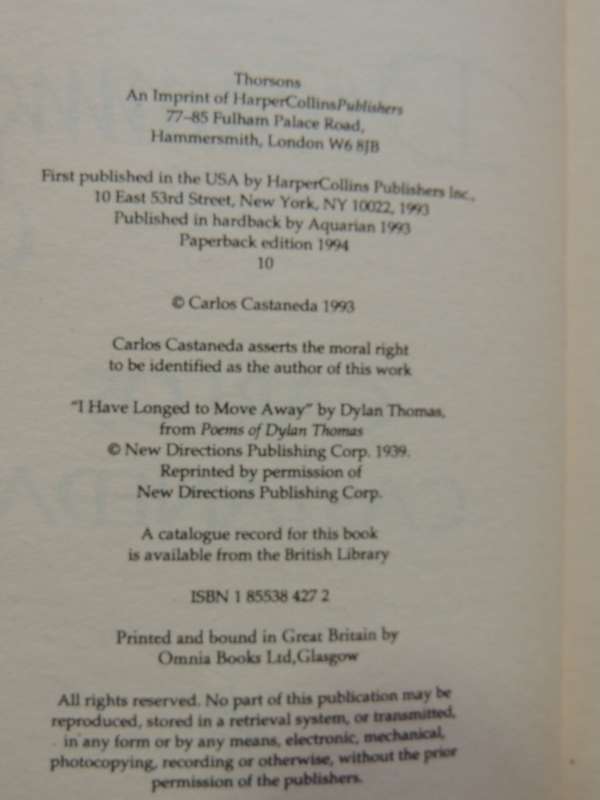 Thorsons
An Imprint of HarperCollinsPublishers
77–85 Fulham Palace Road,
Hammersmith, London W6 8JB
First published in the USA by HarperCollins Publishers Inc.,
10 East 53rd Street, New York, NY 10022, 1993
Published in hardback by Aquarian 1993
Paperback edition 1994
10
© Carlos Castaneda 1993
Carlos Castaneda asserts the moral right
to be identified as the author of this work
"I Have Longed to Move Away" by Dylan Thomas,
from Poems of Dylan Thomas
© New Directions Publishing Corp. 1939.
Reprinted by permission of
New Directions Publishing Corp.
A catalogue record for this book
is available from the British Library
ISBN 1 85538 427 2
Printed and bound in Great Britain by
Omnia Books Ltd,Glasgow
All rights reserved. No part of this publication may be
reproduced, stored in a retrieval system, or transmitted,
in any form or by any means, electronic, mechanical,
photocopying, recording or otherwise, without the prior
permission of the publishers.